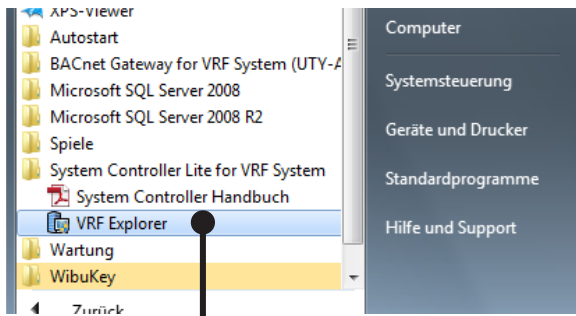 XPS-Viewer
Autostart
BACnet Gateway for VRF System (UTY-A
Microsoft SQL Server 2008
Microsoft SQL Server 2008 R2
Spiele
System Controller Lite for VRF System
System Controller Handbuch
VRF Explorer
Wartung
WibuKey
Zurück
Computer
Systemsteuerung
Geräte und Drucker
Standardprogramme
Hilfe und Support